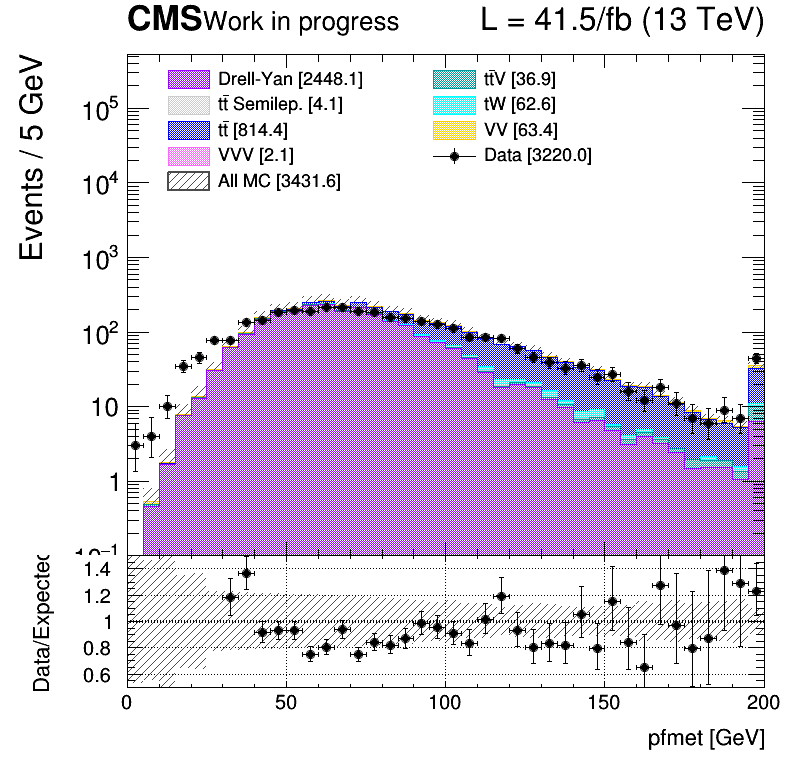 CMS Work in progress L = 41.5/fb (13 TeV)
Events / 5 GeV
Drell-Yan [2448.1]
tt̄ Semilep. [4.1]
tt̄ [814.4]
VVV [2.1]
All MC [3431.6]
tt̄V [36.9]
tW [62.6]
VV [63.4]
Data [3220.0]
10⁵
10⁴
10³
10²
10
1
10⁻¹
Data/Expected
1.4
1.2
1
0.8
0.6
0 50 100 150 200
pfmet [GeV]